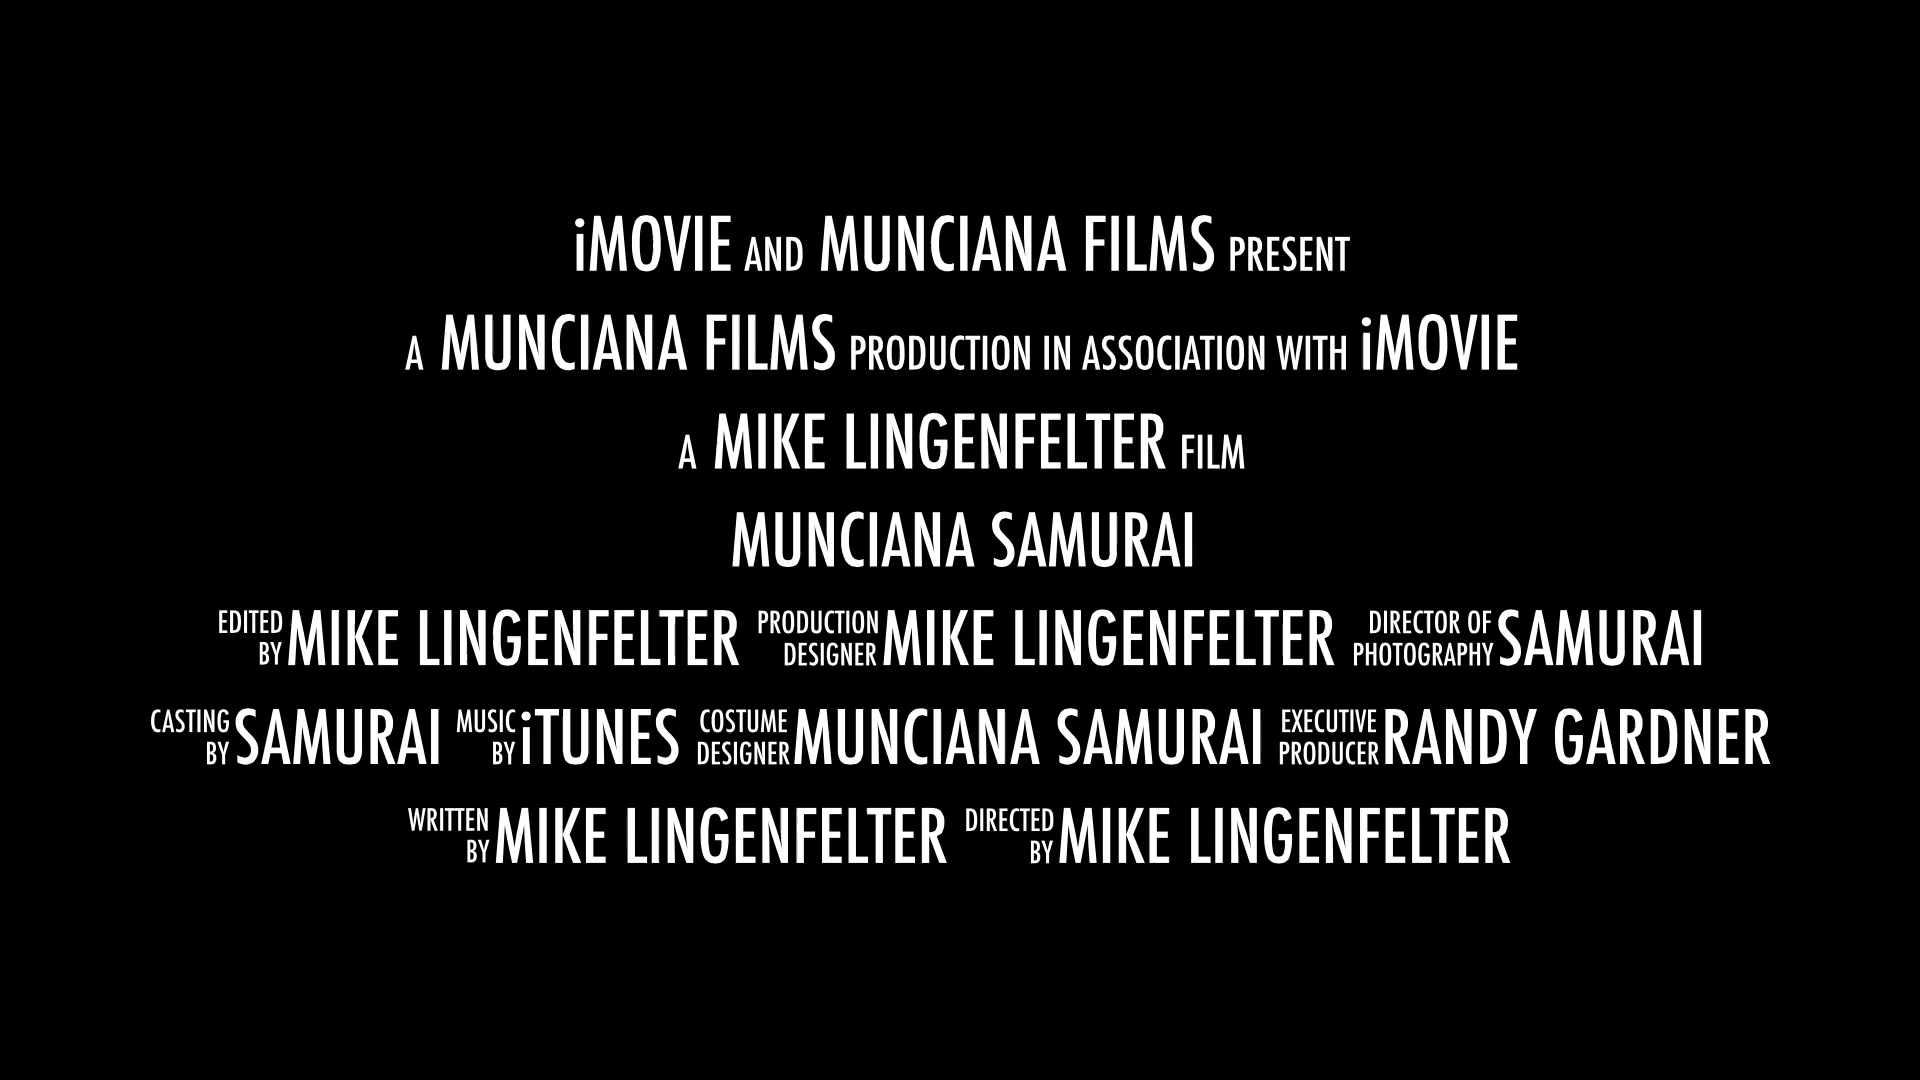 iMOVIE AND MUNCIANA FILMS PRESENT
A MUNCIANA FILMS PRODUCTION IN ASSOCIATION WITH iMOVIE
A MIKE LINGENFELTER FILM
MUNCIANA SAMURAI
EDITED BY MIKE LINGENFELTER PRODUCTION DESIGNER MIKE LINGENFELTER DIRECTOR OF PHOTOGRAPHY SAMURAI
CASTING BY SAMURAI MUSIC BY iTUNES COSTUME DESIGNER MUNCIANA SAMURAI EXECUTIVE PRODUCER RANDY GARDNER
WRITTEN BY MIKE LINGENFELTER DIRECTED BY MIKE LINGENFELTER